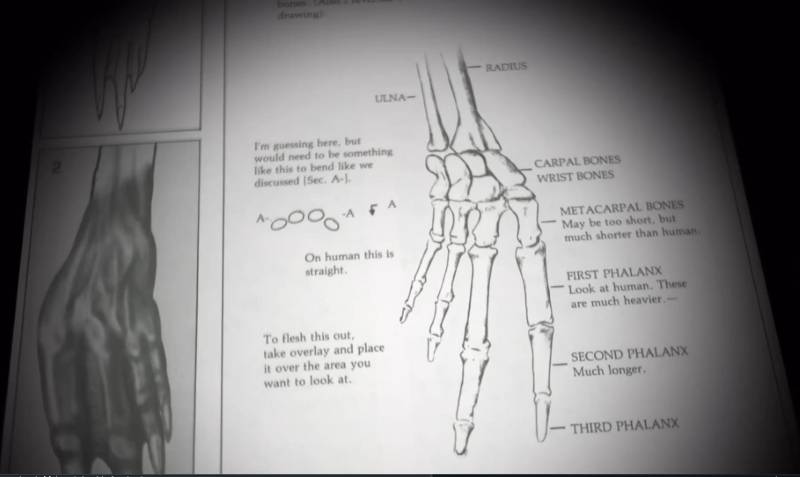 drawing)
2
RADIUS
ULNA
I'm guessing here, but
would need to be something
like this to bend like we
discussed [Sec. A-].
A- -A A
On human this is
straight.
To flesh this out,
take overlay and place
it over the area you
want to look at.
CARPAL BONES
WRIST BONES
METACARPAL BONES
May be too short, but
much shorter than human.
FIRST PHALANX
Look at human. These
are much heavier.—
SECOND PHALANX
Much longer.
THIRD PHALANX